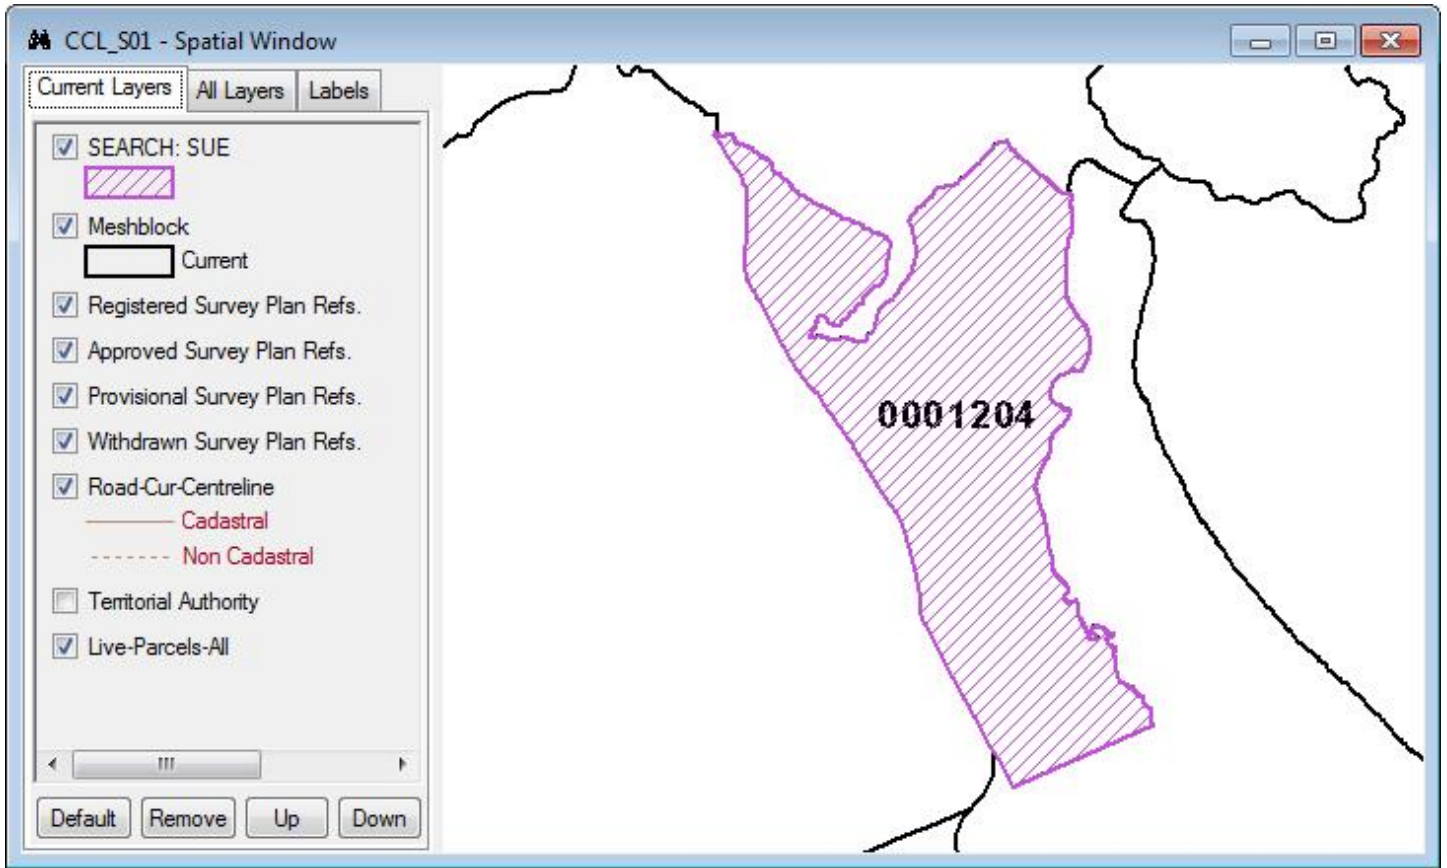 CCL_S01 - Spatial Window
Current Layers All Layers Labels
SEARCH: SUE
Meshblock
Current
Registered Survey Plan Refs.
Approved Survey Plan Refs.
Provisional Survey Plan Refs.
Withdrawn Survey Plan Refs.
Road-Cur-Centreline
Cadastral
Non Cadastral
Territorial Authority
Live-Parcels-All
Default Remove Up Down
0001204